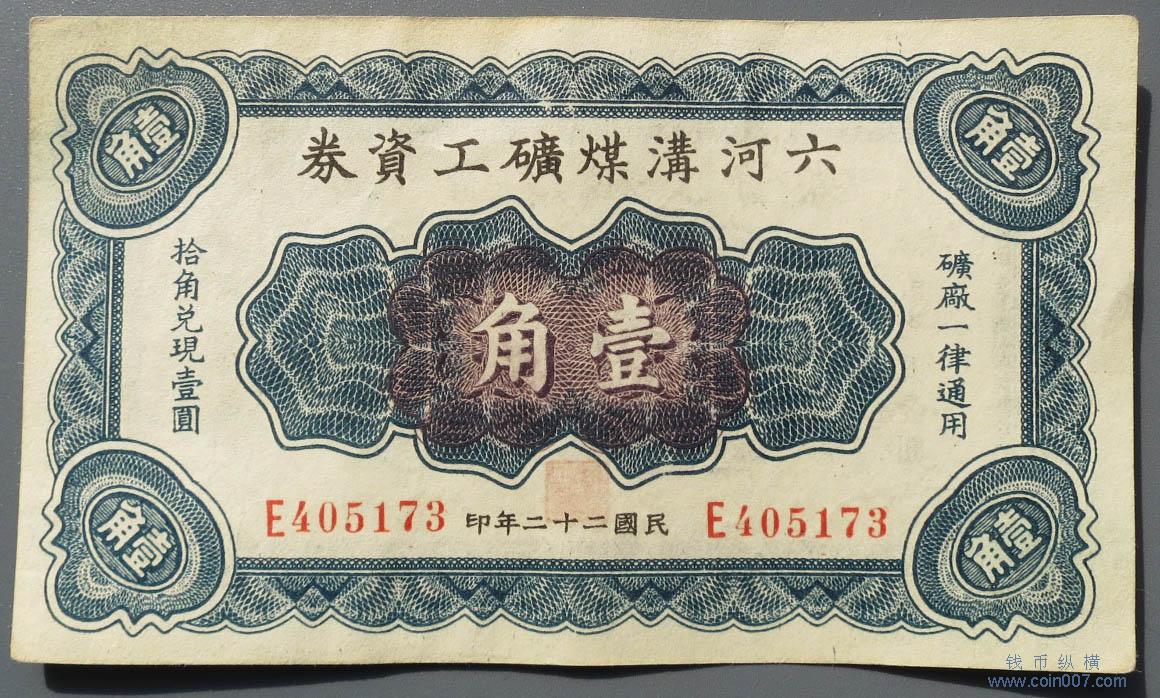 六河溝煤礦工資券
壹角
壹角
礦廠一律通用
壹角
拾角兑現壹圓
E405173
民國二十二年印
E405173
壹角
壹角
钱币纵横
www.coin007.com